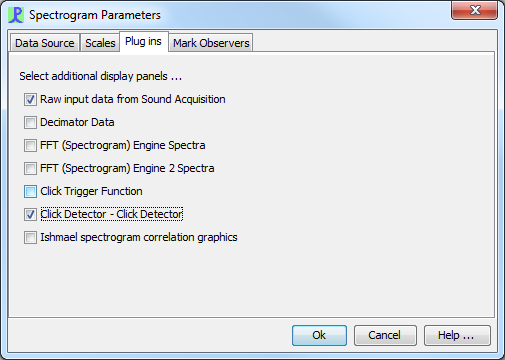 Spectrogram Parameters
Data Source Scales Plug ins Mark Observers
Select additional display panels ...
Raw input data from Sound Acquisition
Decimator Data
FFT (Spectrogram) Engine Spectra
FFT (Spectrogram) Engine 2 Spectra
Click Trigger Function
Click Detector - Click Detector
Ishmael spectrogram correlation graphics
Ok Cancel Help ...